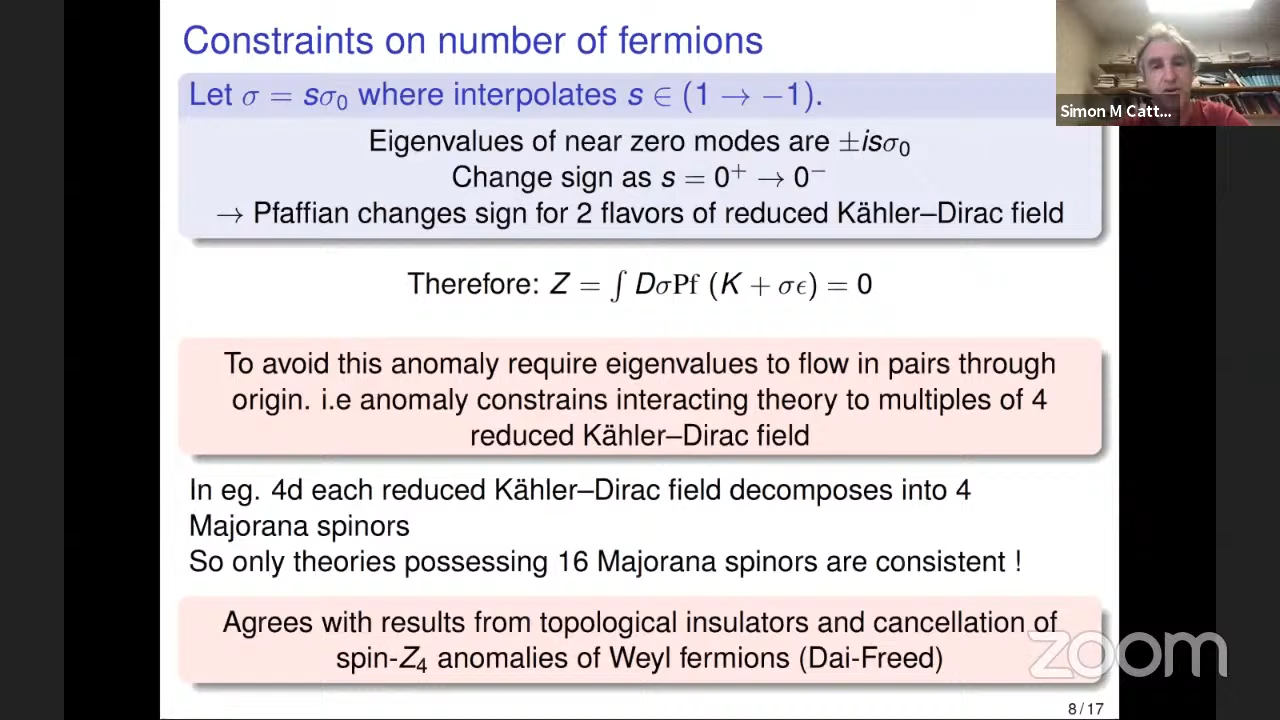 Constraints on number of fermions
Let σ = sσ₀ where interpolates s ∈ (1 → −1).
Eigenvalues of near zero modes are ±isσ₀
Change sign as s = 0⁺ → 0⁻
→ Pfaffian changes sign for 2 flavors of reduced Kähler–Dirac field
Therefore: Z = ∫ DσPf (K + σϵ) = 0
To avoid this anomaly require eigenvalues to flow in pairs through
origin. i.e anomaly constrains interacting theory to multiples of 4
reduced Kähler–Dirac field
In eg. 4d each reduced Kähler–Dirac field decomposes into 4
Majorana spinors
So only theories possessing 16 Majorana spinors are consistent !
Agrees with results from topological insulators and cancellation of
spin-Z₄ anomalies of Weyl fermions (Dai-Freed)
8 / 17
Simon M Catt...
zoom